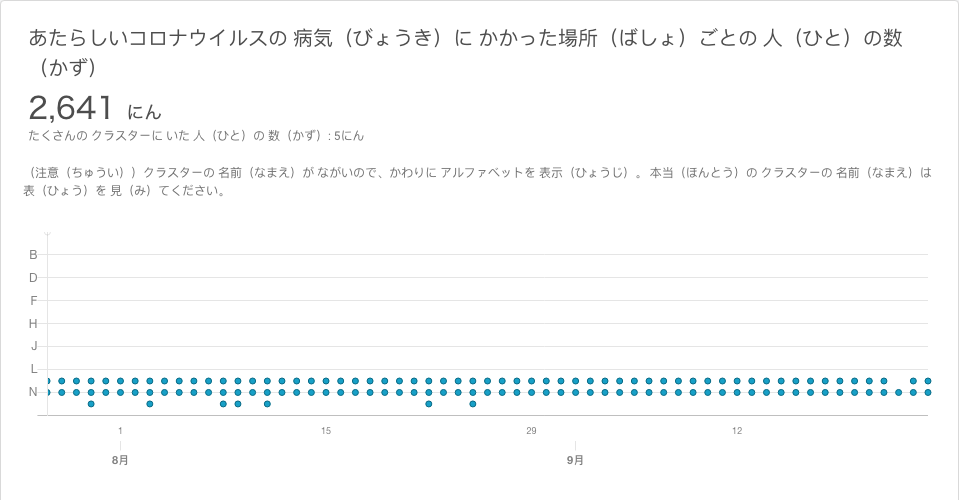 あたらしいコロナウイルスの 病気（びょうき）に かかった場所（ばしょ）ごとの 人（ひと）の数
（かず）
2,641 にん
たくさんの クラスターに いた 人（ひと）の 数（かず）: 5にん
（注意（ちゅうい））クラスターの 名前（なまえ）が ながいので、かわりに アルファベットを 表示（ひょうじ）。 本当（ほんとう）の クラスターの 名前（なまえ）は
表（ひょう）を 見（み）てください。
B
D
F
H
J
L
N
1 15 29 12
8月 9月